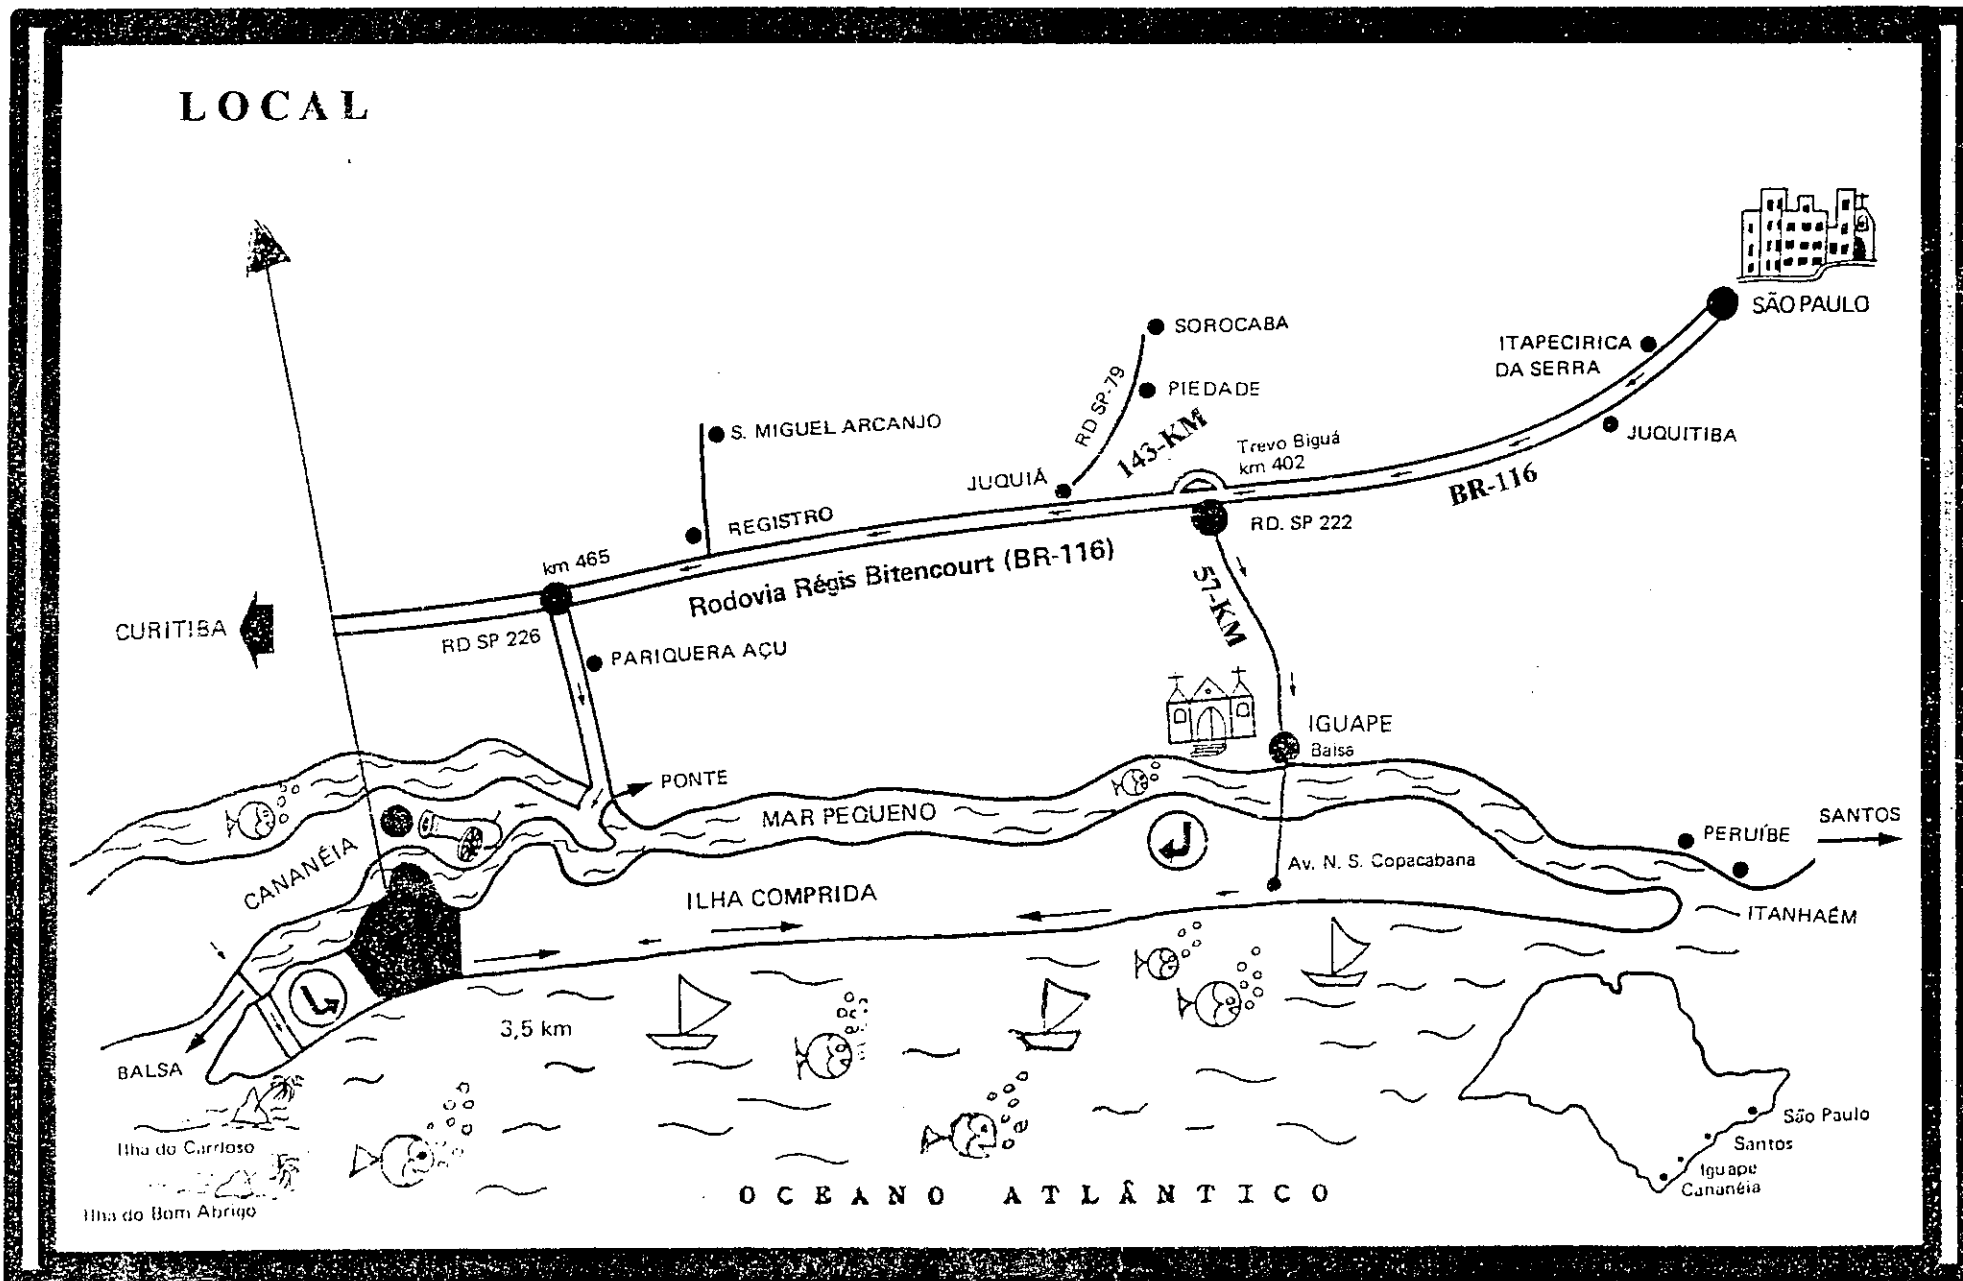 LOCAL
SÃO PAULO
SOROCABA
ITAPECIRICA
DA SERRA
RD SP-79
PIEDADE
S. MIGUEL ARCANJO
143-KM
Trevo Biguá
km 402
JUQUITIBA
JUQUIÁ
BR-116
REGISTRO
RD. SP 222
km 465
Rodovia Régis Bitencourt (BR-116)
57-KM
CURITIBA
RD SP 226
PARIQUERA AÇU
IGUAPE
Balsa
PONTE
MAR PEQUENO
SANTOS
PERUÍBE
CANANÉIA
Av. N. S. Copacabana
ILHA COMPRIDA
ITANHAÉM
3,5 km
BALSA
São Paulo
Santos
Iguape
Cananéia
Ilha do Cardoso
Ilha do Bom Abrigo
OCEANO ATLÂNTICO